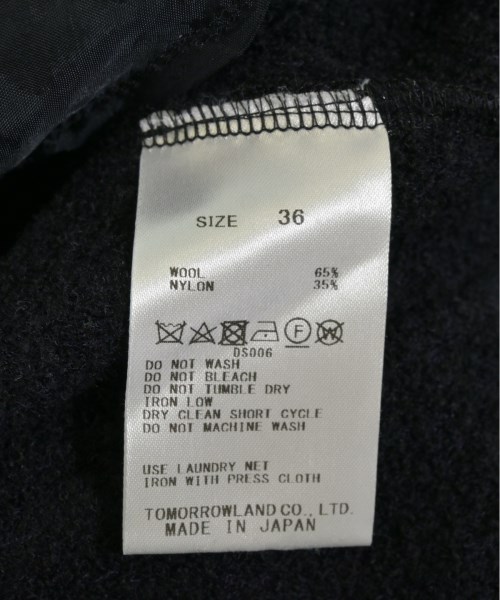 SIZE 36
WOOL 65%
NYLON 35%
F W
DS006
DO NOT WASH
DO NOT BLEACH
DO NOT TUMBLE DRY
IRON LOW
DRY CLEAN SHORT CYCLE
DO NOT MACHINE WASH
USE LAUNDRY NET
IRON WITH PRESS CLOTH
TOMORROWLAND CO., LTD.
MADE IN JAPAN